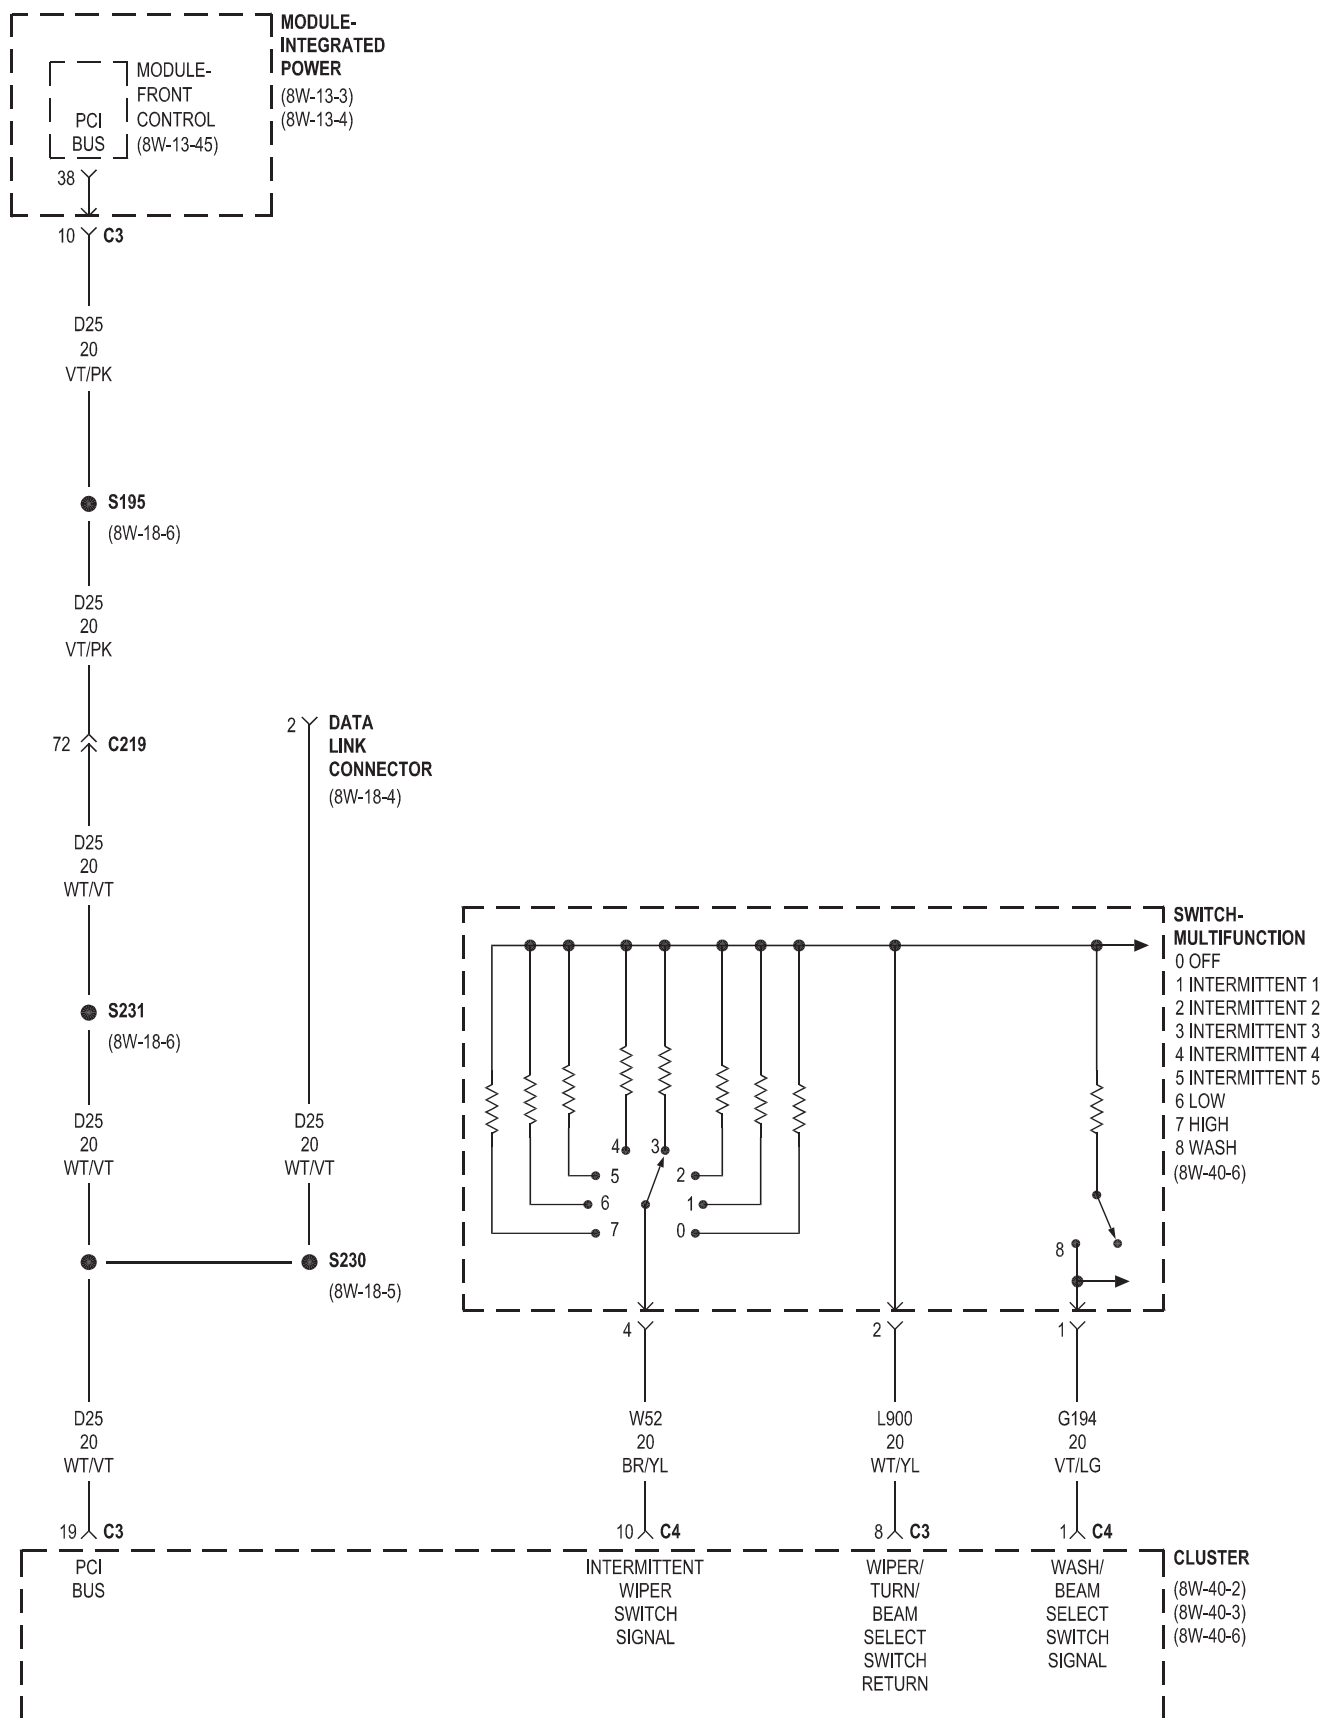 MODULE-
INTEGRATED
POWER
(8W-13-3)
(8W-13-4)
MODULE-
FRONT
CONTROL
(8W-13-45)
PCI
BUS
38
10 C3
D25
20
VT/PK
S195
(8W-18-6)
D25
20
VT/PK
72 C219
2 DATA
LINK
CONNECTOR
(8W-18-4)
D25
20
WT/VT
S231
(8W-18-6)
D25
20
WT/VT
D25
20
WT/VT
S230
(8W-18-5)
SWITCH-
MULTIFUNCTION
0 OFF
1 INTERMITTENT 1
2 INTERMITTENT 2
3 INTERMITTENT 3
4 INTERMITTENT 4
5 INTERMITTENT 5
6 LOW
7 HIGH
8 WASH
(8W-40-6)
4 3
5 2
6 1
7 0
8
4
2
1
D25
20
WT/VT
W52
20
BR/YL
L900
20
WT/YL
G194
20
VT/LG
19 C3
10 C4
8 C3
1 C4
PCI
BUS
INTERMITTENT
WIPER
SWITCH
SIGNAL
WIPER/
TURN/
BEAM
SELECT
SWITCH
RETURN
WASH/
BEAM
SELECT
SWITCH
SIGNAL
CLUSTER
(8W-40-2)
(8W-40-3)
(8W-40-6)